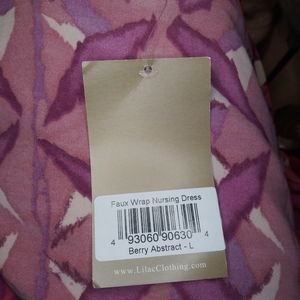 Faux Wrap Nursing Dress
4 93060 90630 4
Berry Abstract - L
www.LilacClothing.com